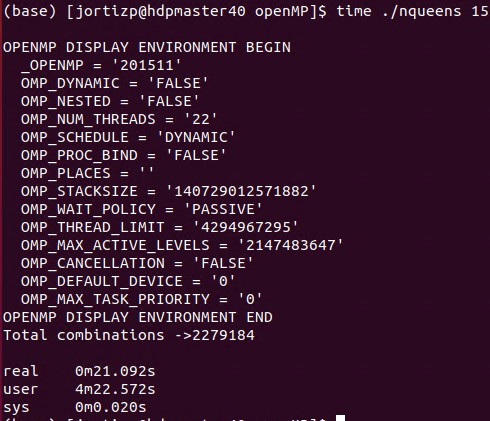 (base) [jortizp@hdpmaster40 openMP]$ time ./nqueens 15
OPENMP DISPLAY ENVIRONMENT BEGIN
_OPENMP = '201511'
OMP_DYNAMIC = 'FALSE'
OMP_NESTED = 'FALSE'
OMP_NUM_THREADS = '22'
OMP_SCHEDULE = 'DYNAMIC'
OMP_PROC_BIND = 'FALSE'
OMP_PLACES = ''
OMP_STACKSIZE = '140729012571882'
OMP_WAIT_POLICY = 'PASSIVE'
OMP_THREAD_LIMIT = '4294967295'
OMP_MAX_ACTIVE_LEVELS = '2147483647'
OMP_CANCELLATION = 'FALSE'
OMP_DEFAULT_DEVICE = '0'
OMP_MAX_TASK_PRIORITY = '0'
OPENMP DISPLAY ENVIRONMENT END
Total combinations ->2279184
real 0m21.092s
user 4m22.572s
sys 0m0.020s